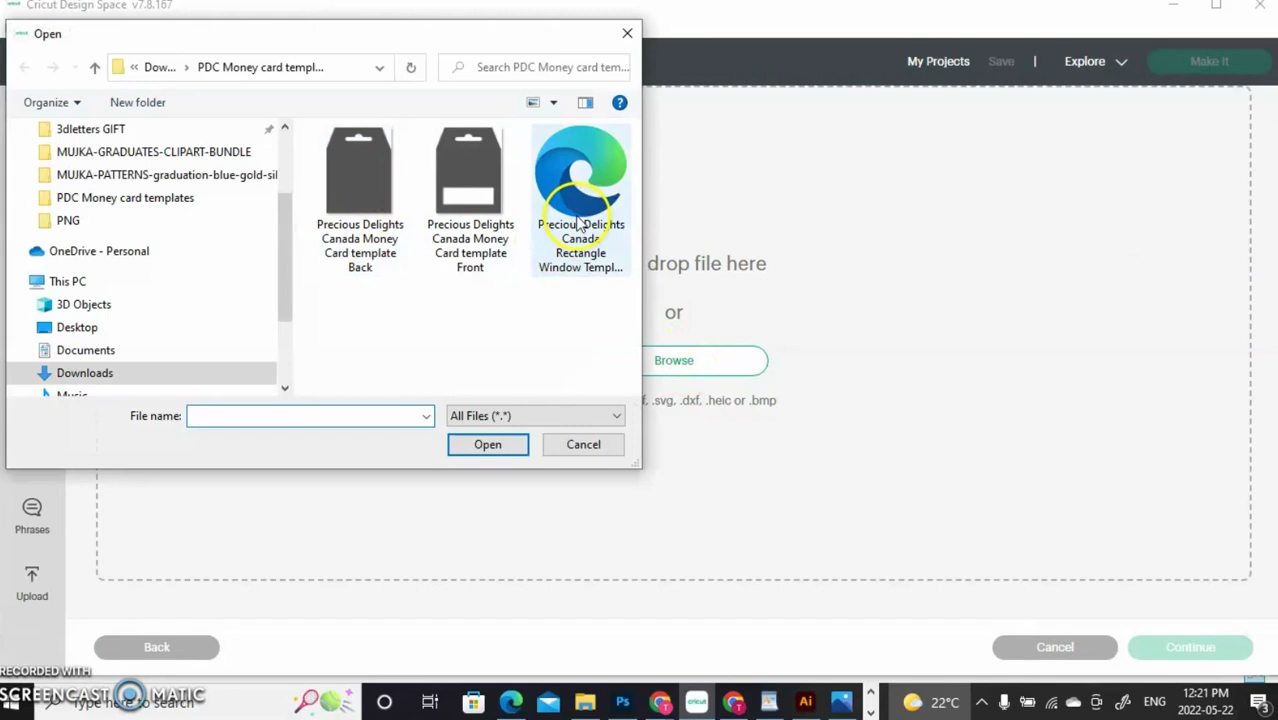 Cricut Design Space v7.8.167
Open
My Projects
Save
|
Explore
Make It
« Dow... › PDC Money card templ...
Search PDC Money card tem...
Organize
New folder
3dletters GIFT
MUJKA-GRADUATES-CLIPART-BUNDLE
MUJKA-PATTERNS-graduation-blue-gold-sil
PDC Money card templates
PNG
OneDrive - Personal
This PC
3D Objects
Desktop
Documents
Downloads
Music
Precious Delights
Canada Money
Card template
Back
Precious Delights
Canada Money
Card template
Front
Precious Delights
Canada
Rectangle
Window Templ...
drop file here
or
Browse
.svg, .dxf, .heic or .bmp
File name:
All Files (*.*)
Open
Cancel
Phrases
Upload
Back
Cancel
Continue
RECORDED WITH
SCREENCAST MATIC
Type here to search
Ps
Ai
cricut
22°C
ENG
12:21 PM
2022-05-22
3